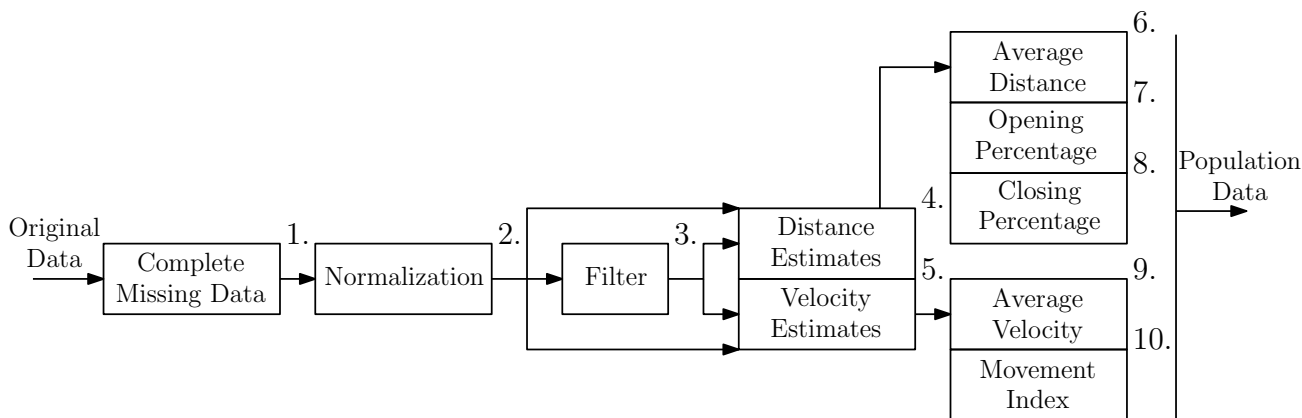 Original
Data
Complete
Missing Data
1.
Normalization
2.
Filter
3.
Distance
Estimates
4.
Velocity
Estimates
5.
Average
Distance
6.
Opening
Percentage
7.
Closing
Percentage
8.
Average
Velocity
9.
Movement
Index
10.
Population
Data